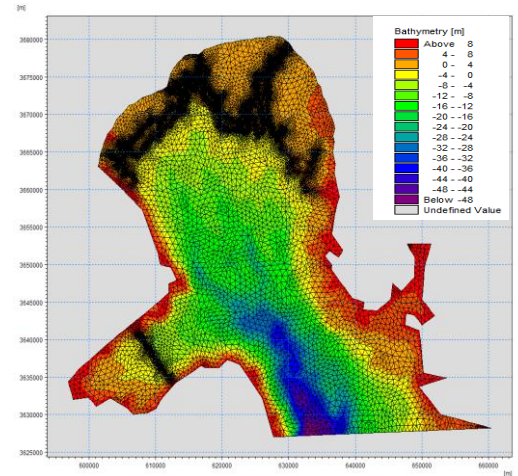 [m]
Bathymetry [m]
Above 8
4 - 8
0 - 4
-4 - 0
-8 - -4
-12 - -8
-16 - -12
-20 - -16
-24 - -20
-28 - -24
-32 - -28
-36 - -32
-40 - -36
-44 - -40
-48 - -44
Below -48
Undefined Value
3680000
3675000
3670000
3665000
3660000
3655000
3650000
3645000
3640000
3635000
3630000
3625000
600000 610000 620000 630000 640000 650000 660000
[m]